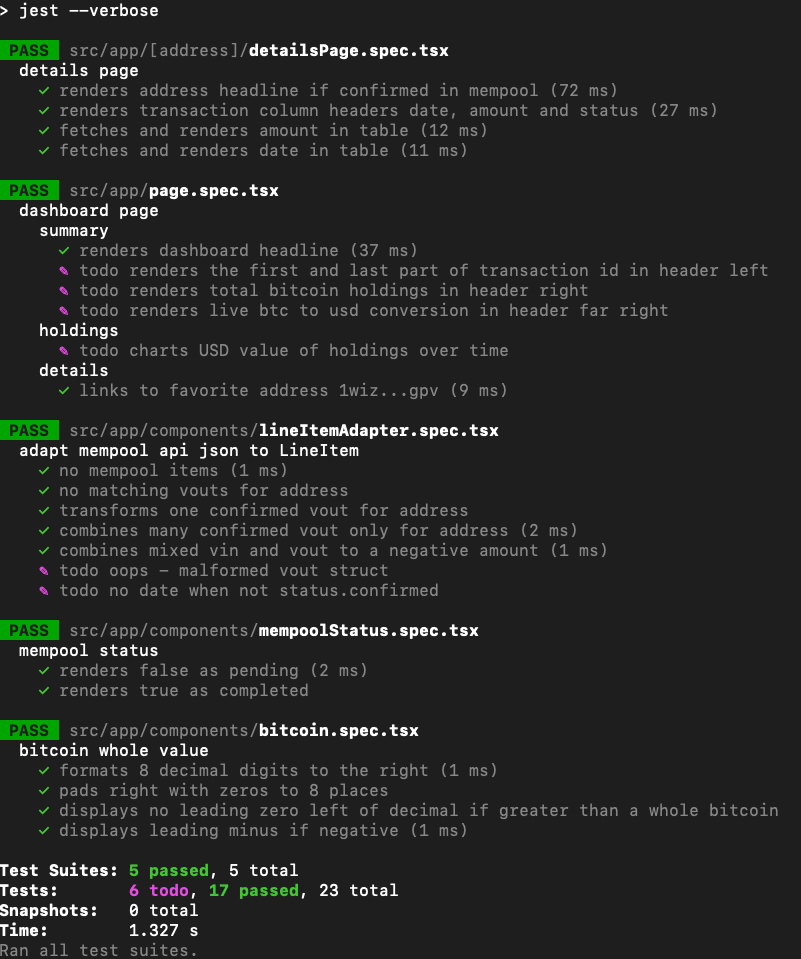 > jest --verbose
PASS src/app/[address]/detailsPage.spec.tsx
details page
✓ renders address headline if confirmed in mempool (72 ms)
✓ renders transaction column headers date, amount and status (27 ms)
✓ fetches and renders amount in table (12 ms)
✓ fetches and renders date in table (11 ms)
PASS src/app/page.spec.tsx
dashboard page
summary
✓ renders dashboard headline (37 ms)
✎ todo renders the first and last part of transaction id in header left
✎ todo renders total bitcoin holdings in header right
✎ todo renders live btc to usd conversion in header far right
holdings
✎ todo charts USD value of holdings over time
details
✓ links to favorite address 1wiz...gpv (9 ms)
PASS src/app/components/lineItemAdapter.spec.tsx
adapt mempool api json to LineItem
✓ no mempool items (1 ms)
✓ no matching vouts for address
✓ transforms one confirmed vout for address
✓ combines many confirmed vout only for address (2 ms)
✓ combines mixed vin and vout to a negative amount (1 ms)
✎ todo oops – malformed vout struct
✎ todo no date when not status.confirmed
PASS src/app/components/mempoolStatus.spec.tsx
mempool status
✓ renders false as pending (2 ms)
✓ renders true as completed
PASS src/app/components/bitcoin.spec.tsx
bitcoin whole value
✓ formats 8 decimal digits to the right (1 ms)
✓ pads right with zeros to 8 places
✓ displays no leading zero left of decimal if greater than a whole bitcoin
✓ displays leading minus if negative (1 ms)
Test Suites: 5 passed, 5 total
Tests: 6 todo, 17 passed, 23 total
Snapshots: 0 total
Time: 1.327 s
Ran all test suites.